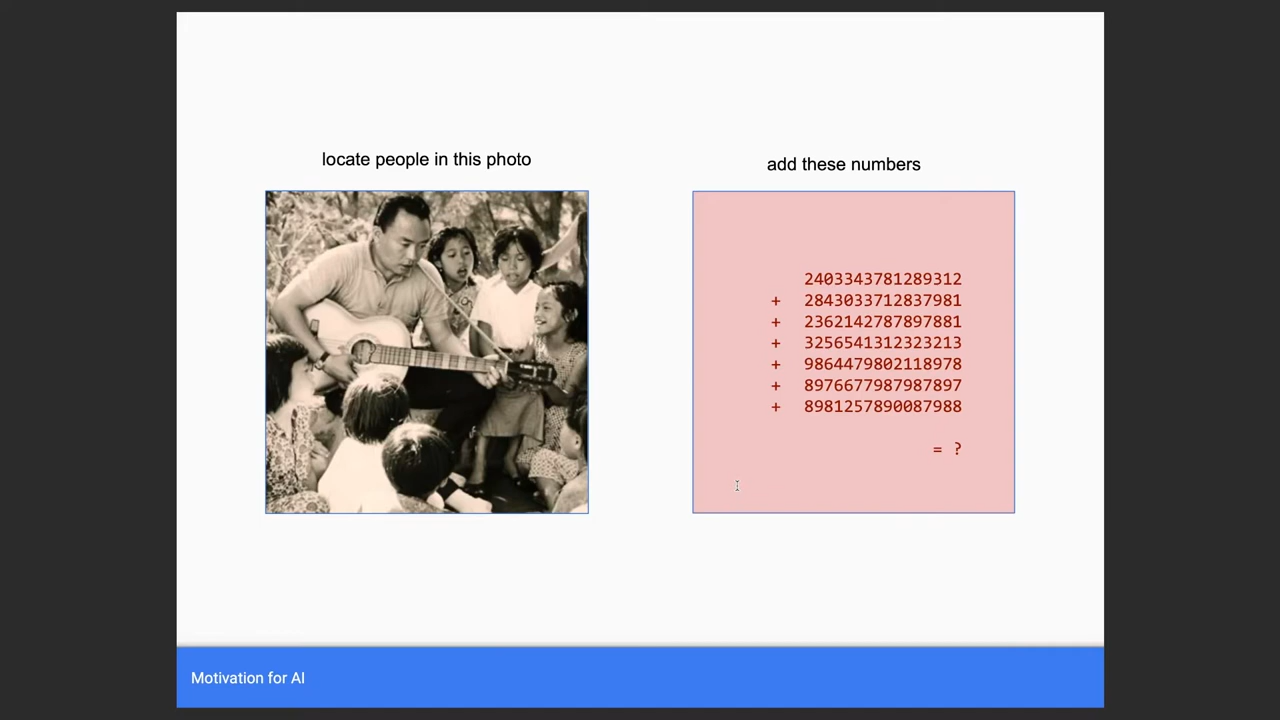 locate people in this photo
add these numbers
2403343781289312
+ 2843033712837981
+ 2362142787897881
+ 3256541312323213
+ 9864479802118978
+ 8976677987987897
+ 8981257890087988
= ?
Motivation for AI